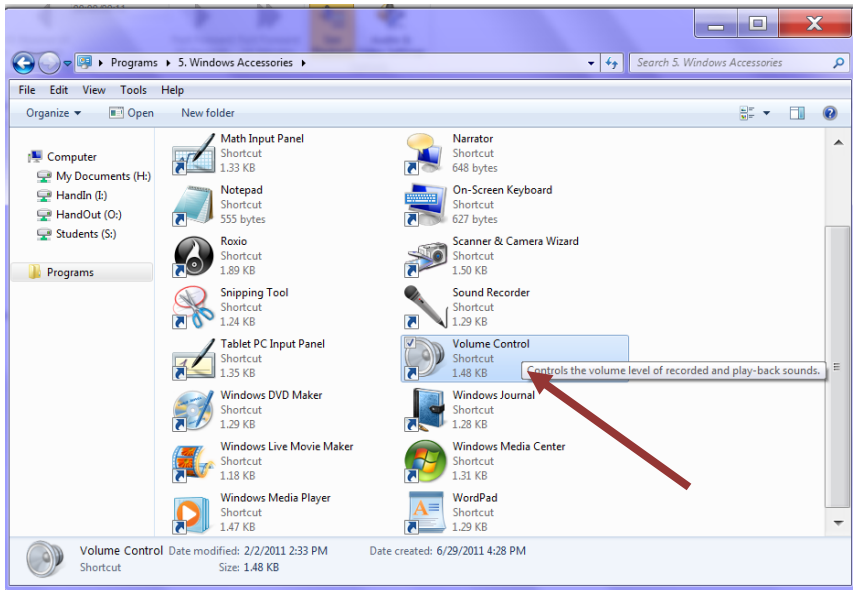 Programs 5. Windows Accessories Search 5. Windows Accessories
File Edit View Tools Help
Organize Open New folder
Computer
My Documents (H:)
HandIn (I:)
HandOut (O:)
Students (S:)
Programs
Math Input Panel
Shortcut
1.33 KB
Narrator
Shortcut
648 bytes
Notepad
Shortcut
555 bytes
On-Screen Keyboard
Shortcut
627 bytes
Roxio
Shortcut
1.89 KB
Scanner & Camera Wizard
Shortcut
1.50 KB
Snipping Tool
Shortcut
1.24 KB
Sound Recorder
Shortcut
1.29 KB
Tablet PC Input Panel
Shortcut
1.35 KB
Volume Control
Shortcut
1.48 KB
Controls the volume level of recorded and play-back sounds.
Windows DVD Maker
Shortcut
1.29 KB
Windows Journal
Shortcut
1.28 KB
Windows Live Movie Maker
Shortcut
1.18 KB
Windows Media Center
Shortcut
1.31 KB
Windows Media Player
Shortcut
1.47 KB
WordPad
Shortcut
1.29 KB
Volume Control Date modified: 2/2/2011 2:33 PM Date created: 6/29/2011 4:28 PM
Shortcut Size: 1.48 KB